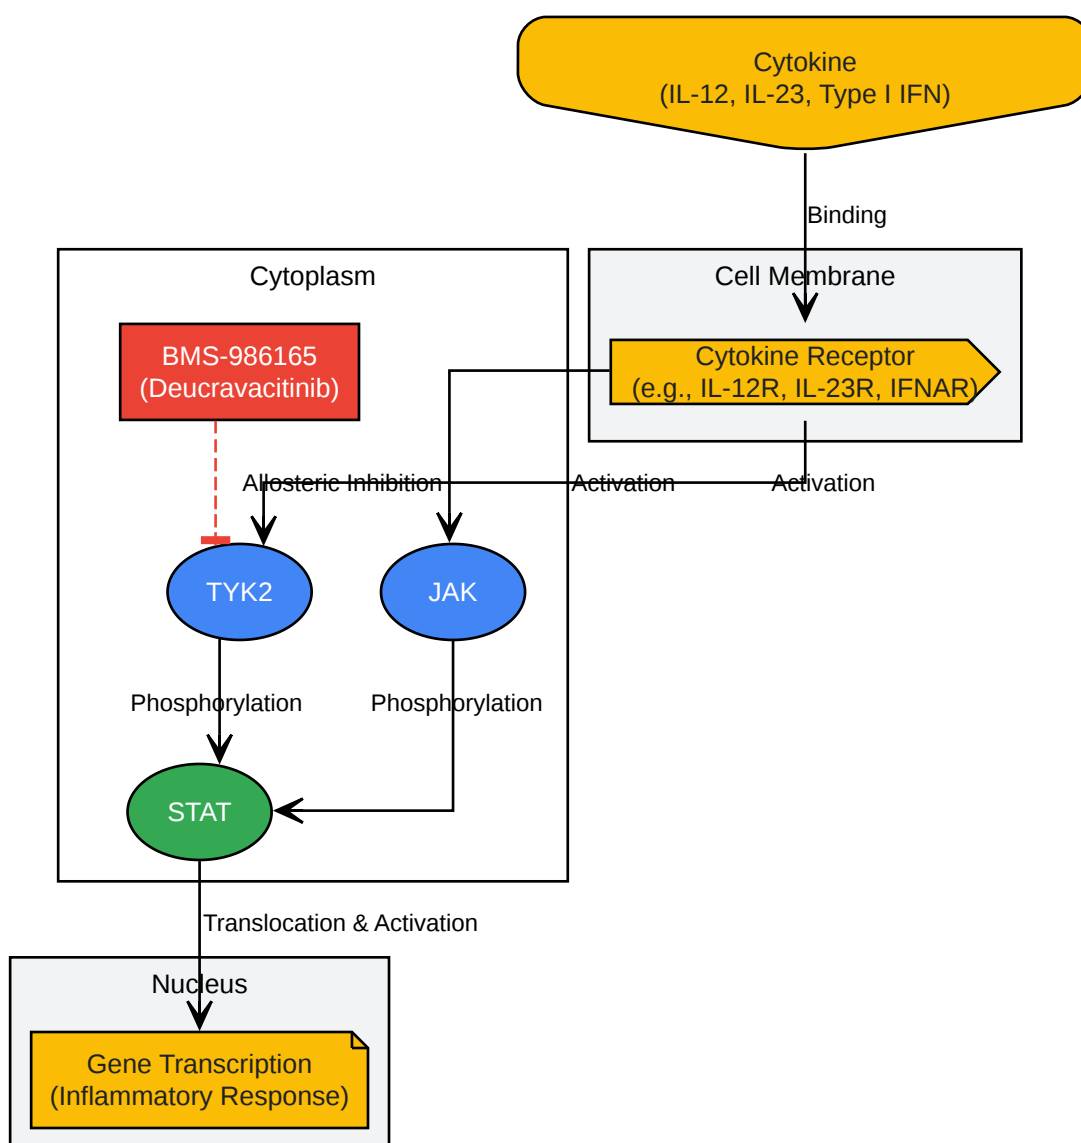 Cytokine
(IL-12, IL-23, Type I IFN)
Binding
Cytoplasm
Cell Membrane
BMS-986165
(Deucravacitinib)
Cytokine Receptor
(e.g., IL-12R, IL-23R, IFNAR)
Allosteric Inhibition
Activation
Activation
TYK2
JAK
Phosphorylation
Phosphorylation
STAT
Translocation & Activation
Nucleus
Gene Transcription
(Inflammatory Response)